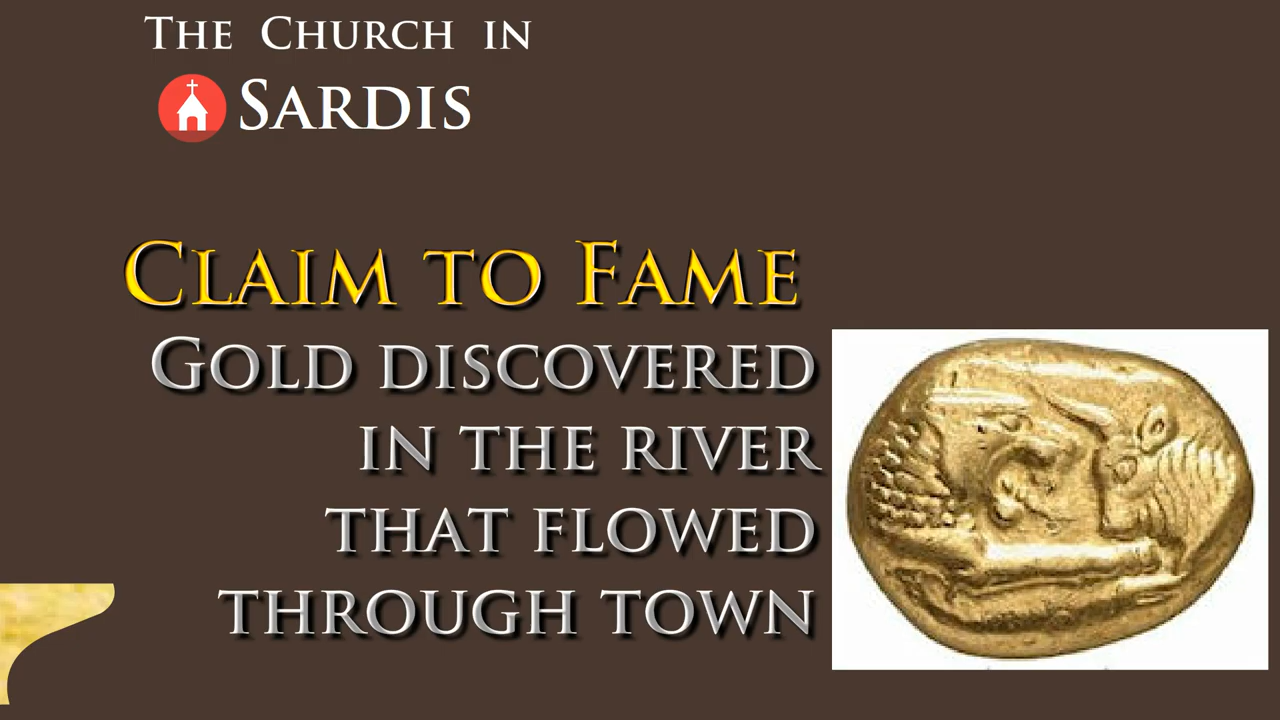 The Church in
Sardis
Claim to Fame
Gold discovered
in the river
that flowed
through town